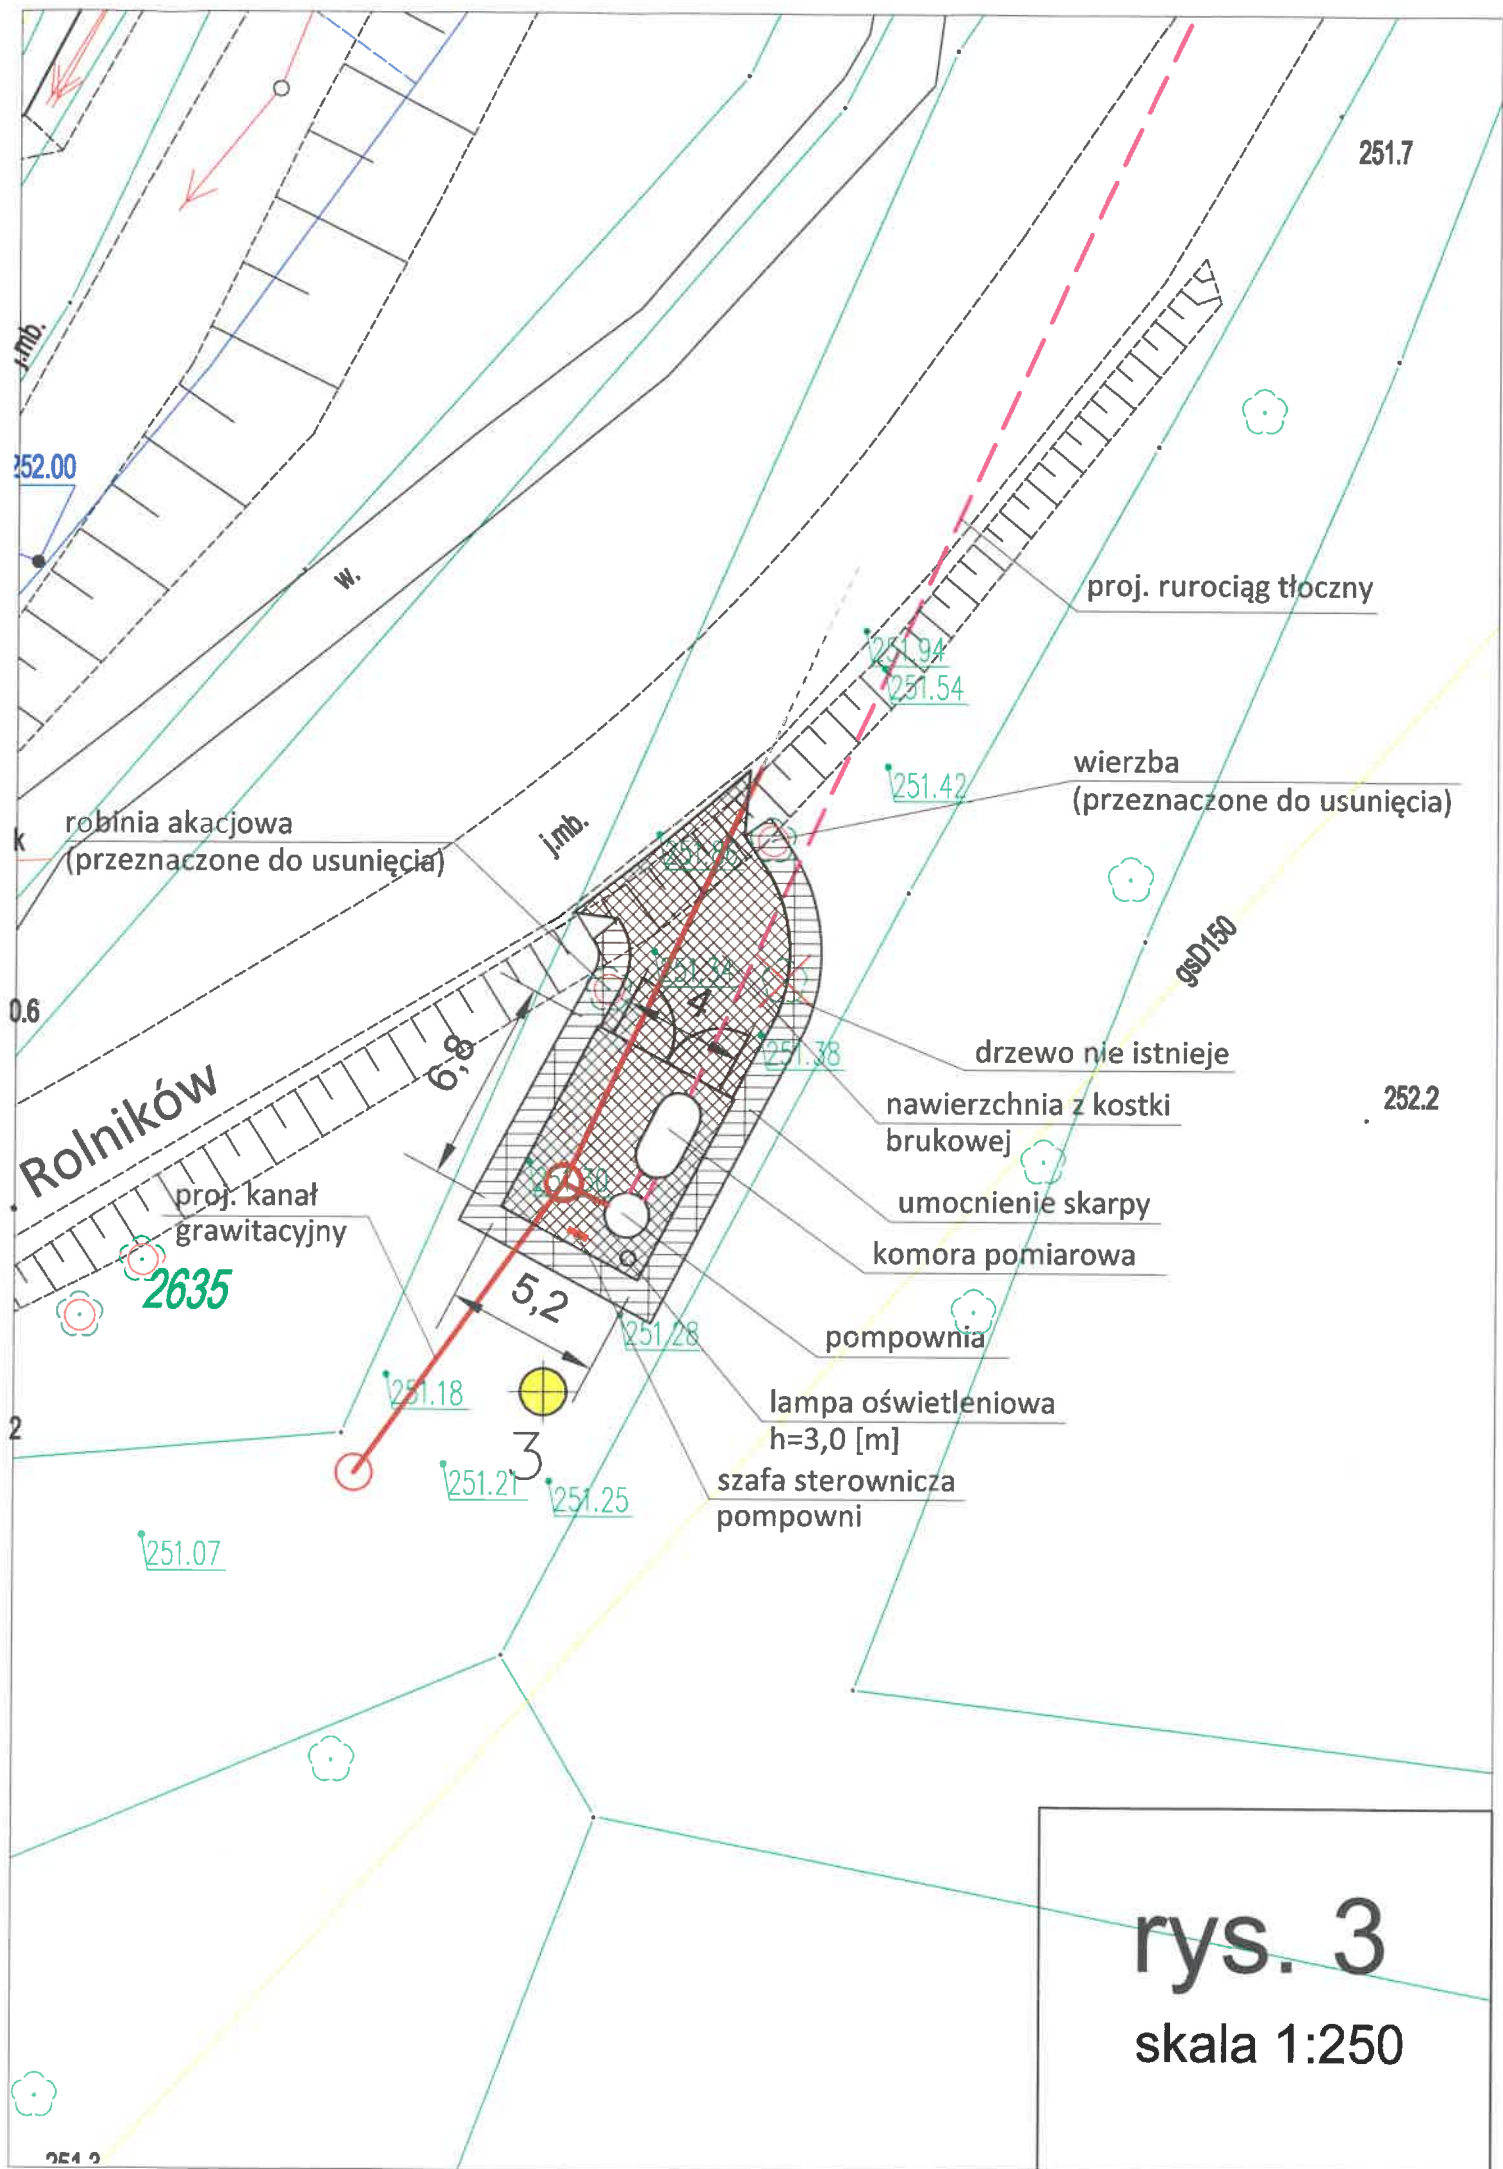 251.7
j.mb.
252.00
w.
proj. rurociąg tłoczny
251.94
251.54
251.42
wierzba
(przeznaczone do usunięcia)
robinia akacjowa
(przeznaczone do usunięcia)
k
j.mb.
gsD150
0.6
4
6,8
251.38
drzewo nie istnieje
nawierzchnia z kostki
brukowej
252.2
Rolników
umocnienie skarpy
proj. kanał
grawitacyjny
komora pomiarowa
2635
5,2
251.28
pompownia
251.18
lampa oświetleniowa
h=3,0 [m]
2
3
251.21
251.25
szafa sterownicza
pompowni
251.07
rys. 3
skala 1:250